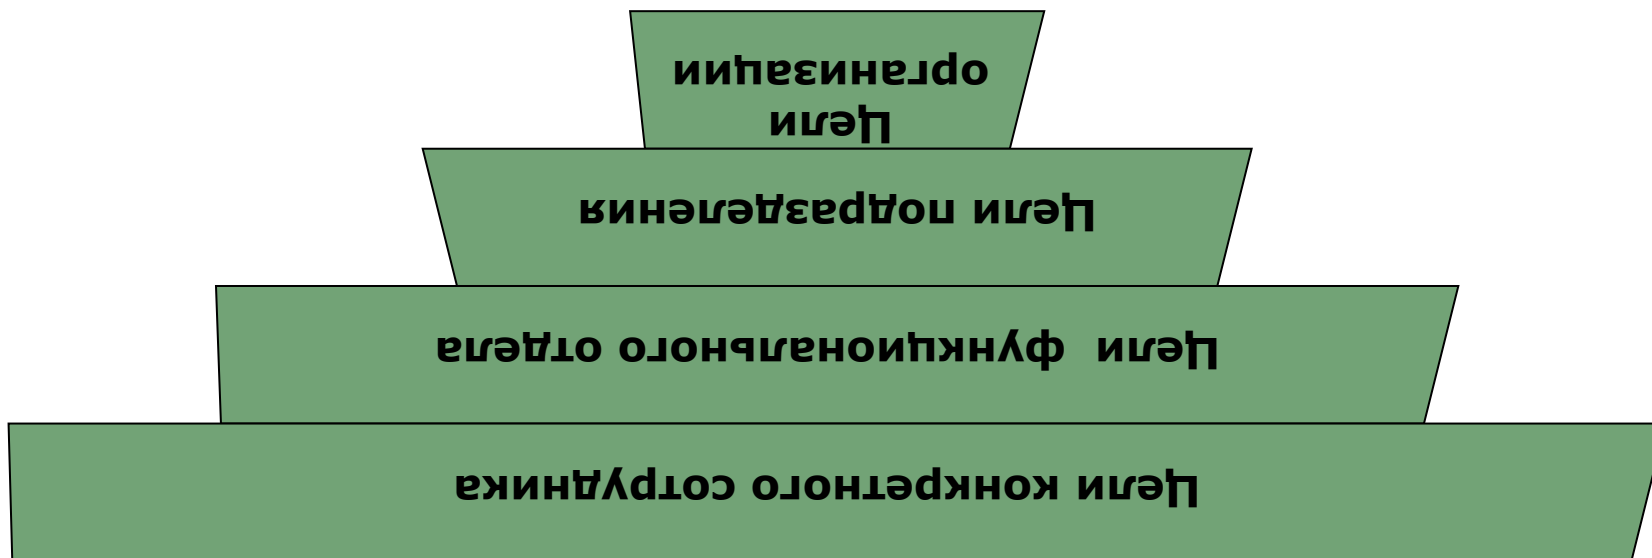 Цели
организации
Цели подразделения
Цели функционального отдела
Цели конкретного сотрудника